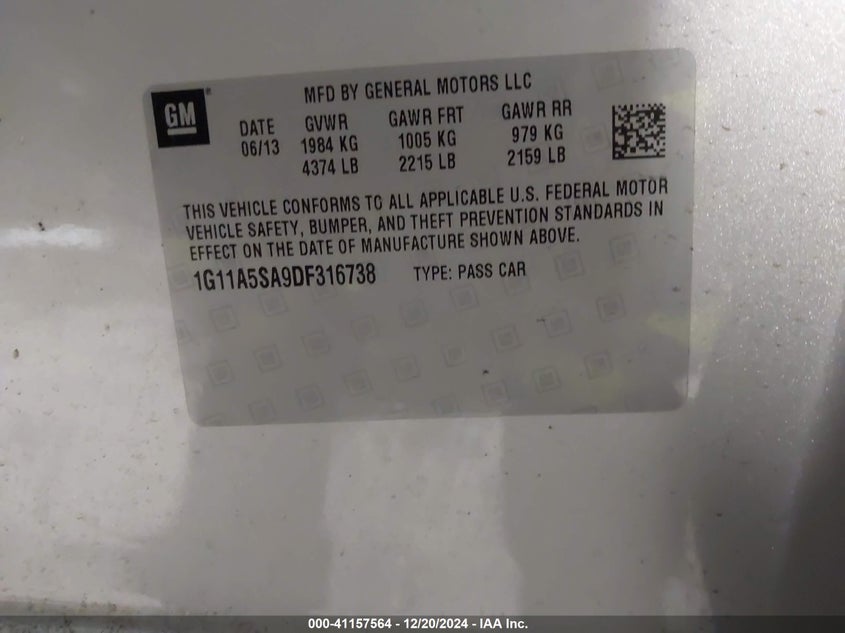 GM
MFD BY GENERAL MOTORS LLC
DATE GVWR GAWR FRT GAWR RR
06/13 1984 KG 1005 KG 979 KG
4374 LB 2215 LB 2159 LB
THIS VEHICLE CONFORMS TO ALL APPLICABLE U.S. FEDERAL MOTOR
VEHICLE SAFETY, BUMPER, AND THEFT PREVENTION STANDARDS IN
EFFECT ON THE DATE OF MANUFACTURE SHOWN ABOVE.
1G11A5SA9DF316738 TYPE: PASS CAR
000-41157564 - 12/20/2024 - IAA Inc.